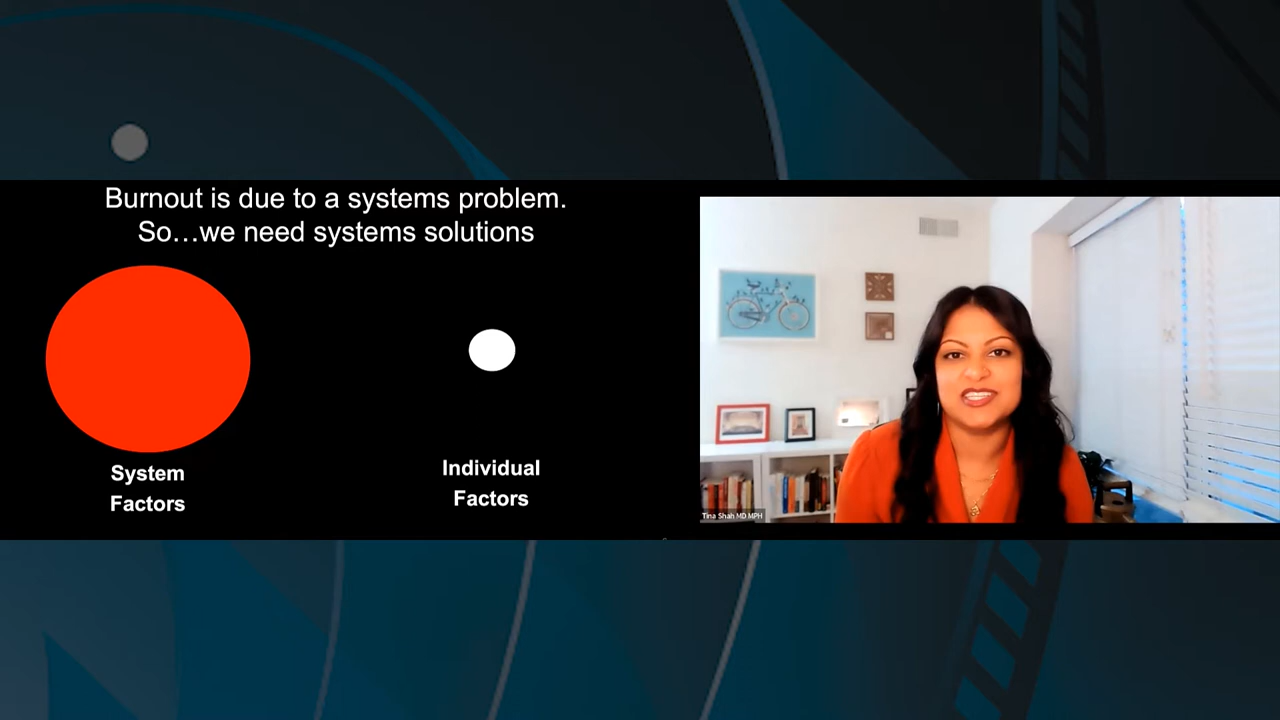 Burnout is due to a systems problem.
So…we need systems solutions
System
Factors
Individual
Factors
Tina Shah MD MPH